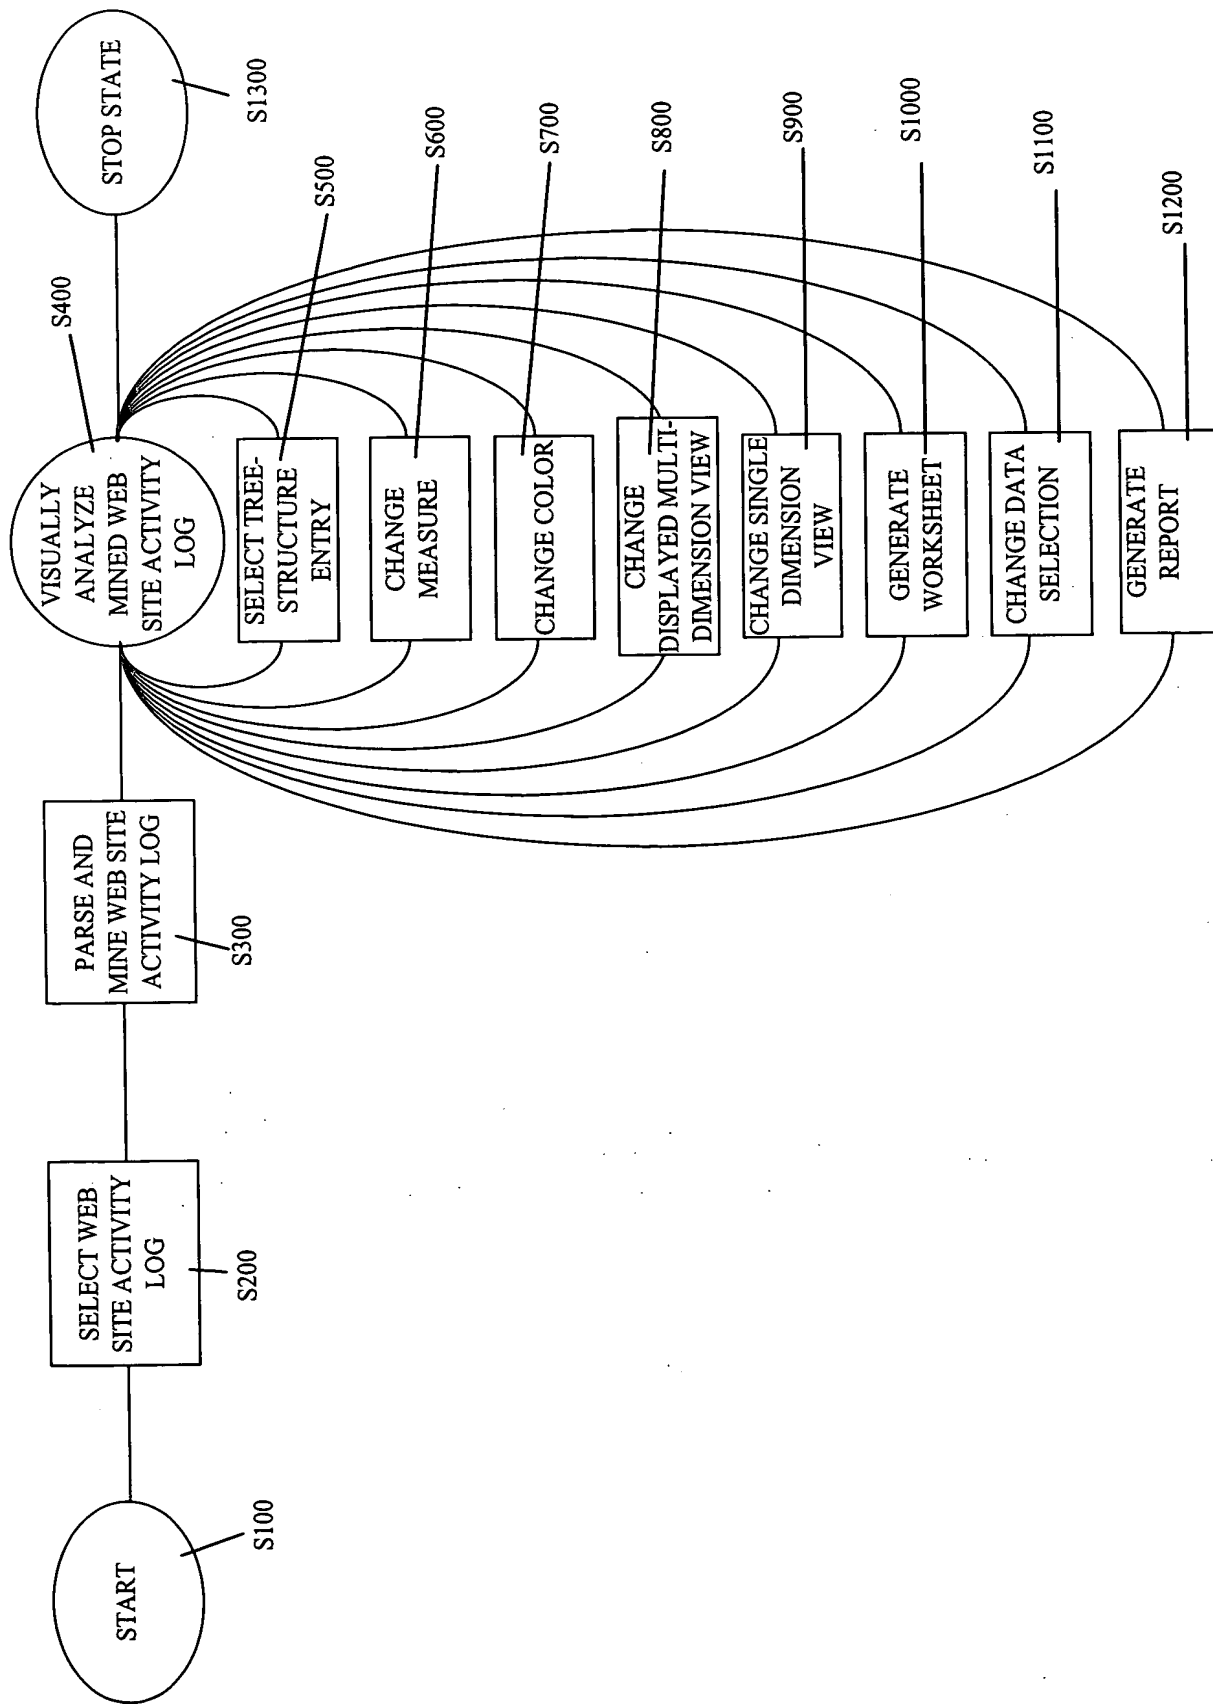 START
S100
SELECT WEB
SITE ACTIVITY
LOG
S200
PARSE AND
MINE WEB SITE
ACTIVITY LOG
S300
VISUALLY
ANALYZE
MINED WEB
SITE ACTIVITY
LOG
S400
STOP STATE
S1300
SELECT TREE-
STRUCTURE
ENTRY
S500
CHANGE
MEASURE
S600
CHANGE COLOR
S700
CHANGE
DISPLAYED MULTI-
DIMENSION VIEW
S800
CHANGE SINGLE
DIMENSION
VIEW
S900
GENERATE
WORKSHEET
S1000
CHANGE DATA
SELECTION
S1100
GENERATE
REPORT
S1200